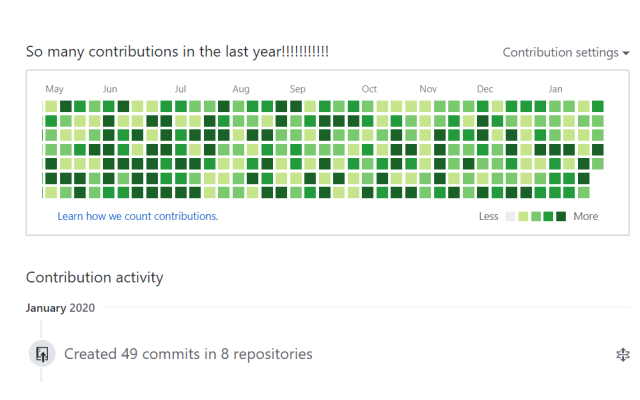 So many contributions in the last year!!!!!!!!!!!
Contribution settings
May Jun Jul Aug Sep Oct Nov Dec Jan
Learn how we count contributions.
Less More
Contribution activity
January 2020
Created 49 commits in 8 repositories